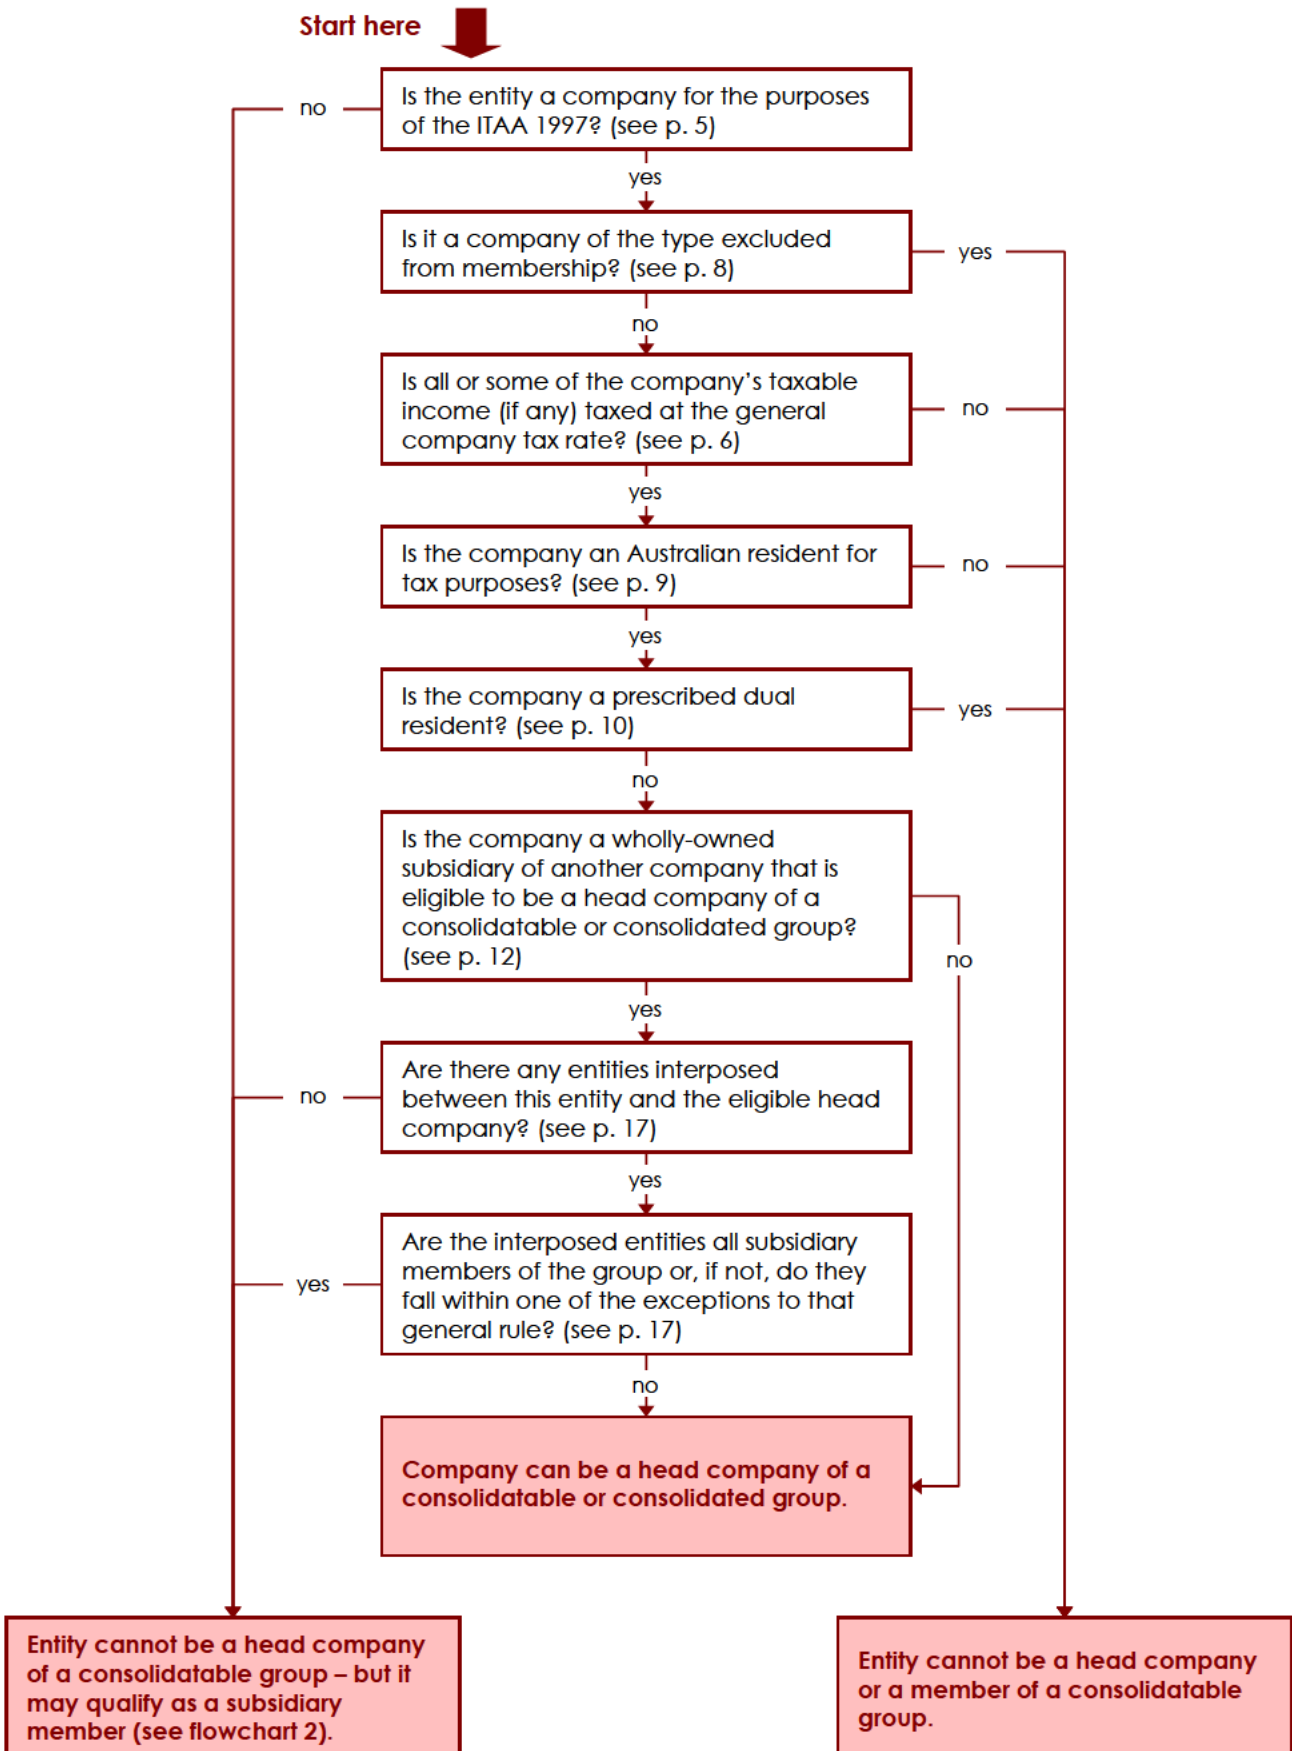 Start here
Is the entity a company for the purposes
of the ITAA 1997? (see p. 5)
no
yes
Is it a company of the type excluded
from membership? (see p. 8)
yes
no
Is all or some of the company’s taxable
income (if any) taxed at the general
company tax rate? (see p. 6)
no
yes
Is the company an Australian resident for
tax purposes? (see p. 9)
no
yes
Is the company a prescribed dual
resident? (see p. 10)
yes
no
Is the company a wholly-owned
subsidiary of another company that is
eligible to be a head company of a
consolidatable or consolidated group?
(see p. 12)
no
yes
Are there any entities interposed
between this entity and the eligible head
company? (see p. 17)
no
yes
Are the interposed entities all subsidiary
members of the group or, if not, do they
fall within one of the exceptions to that
general rule? (see p. 17)
yes
no
Company can be a head company of a
consolidatable or consolidated group.
Entity cannot be a head company
of a consolidatable group – but it
may qualify as a subsidiary
member (see flowchart 2).
Entity cannot be a head company
or a member of a consolidatable
group.